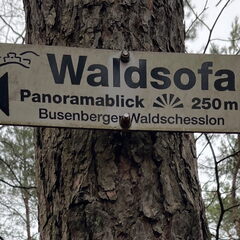 Waldsofa
Panoramablick 250 m
Busenberger Waldschesslon